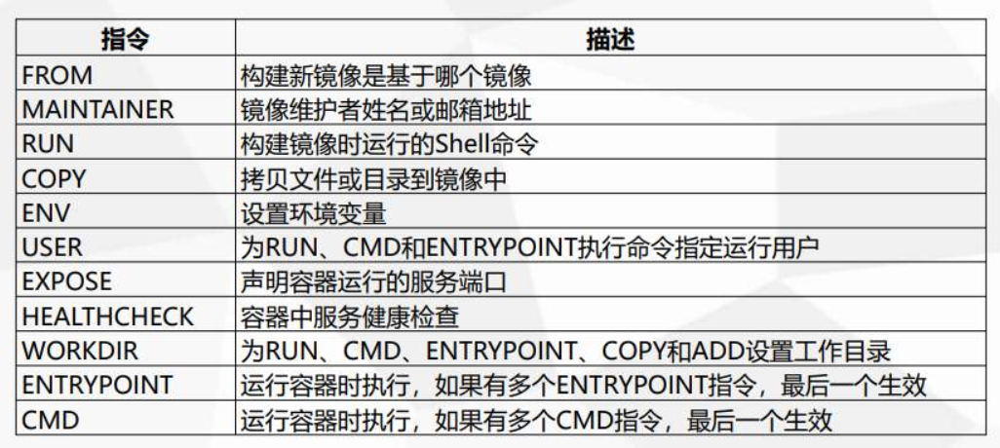 指令 描述
FROM 构建新镜像是基于哪个镜像
MAINTAINER 镜像维护者姓名或邮箱地址
RUN 构建镜像时运行的Shell命令
COPY 拷贝文件或目录到镜像中
ENV 设置环境变量
USER 为RUN、CMD和ENTRYPOINT执行命令指定运行用户
EXPOSE 声明容器运行的服务端口
HEALTHCHECK 容器中服务健康检查
WORKDIR 为RUN、CMD、ENTRYPOINT、COPY和ADD设置工作目录
ENTRYPOINT 运行容器时执行，如果有多个ENTRYPOINT指令，最后一个生效
CMD 运行容器时执行，如果有多个CMD指令，最后一个生效